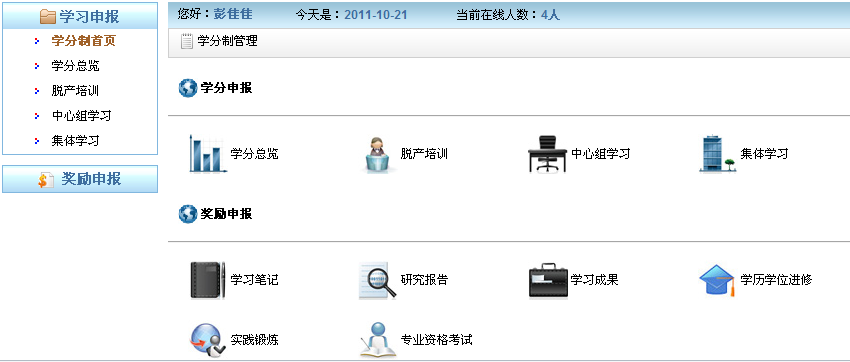 学习申报
学分制首页
学分总览
脱产培训
中心组学习
集体学习
奖励申报
您好：彭佳佳 今天是：2011-10-21 当前在线人数：4人
学分制管理
学分申报
学分总览 脱产培训 中心组学习 集体学习
奖励申报
学习笔记 研究报告 学习成果 学历学位进修
实践锻炼 专业资格考试